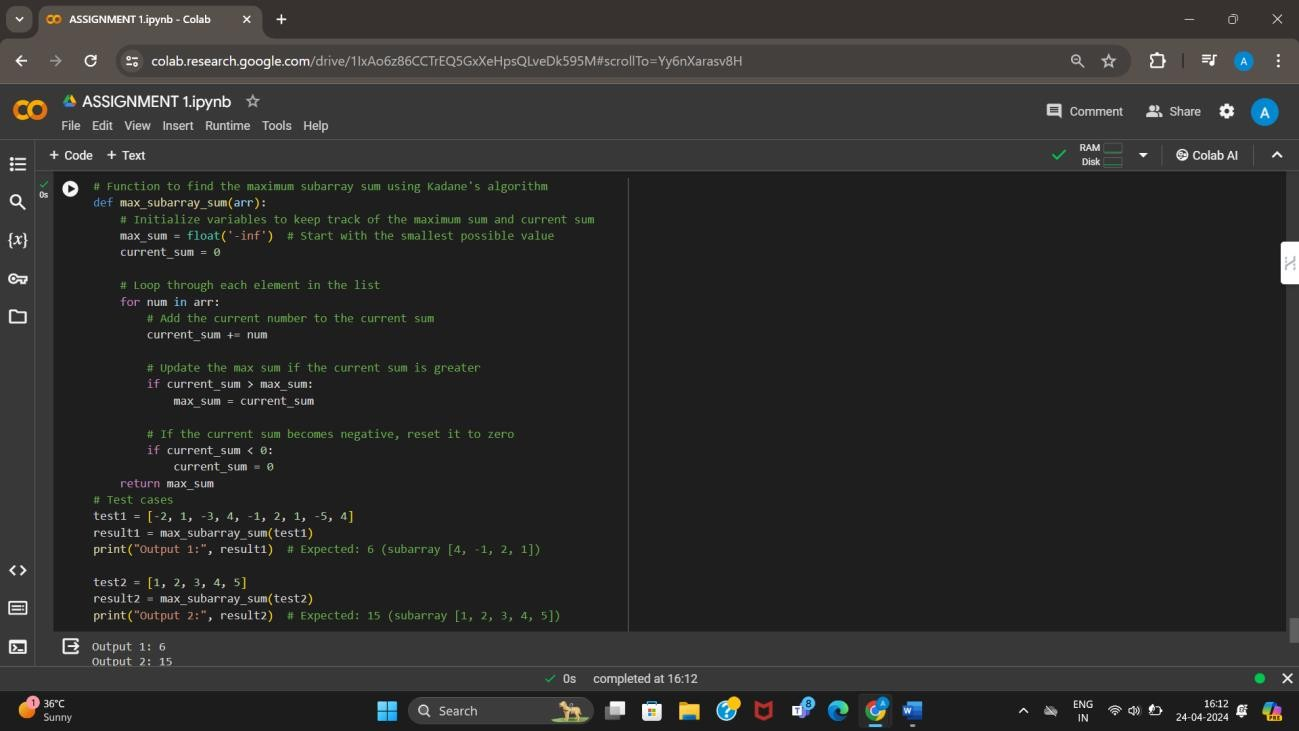 ASSIGNMENT 1.ipynb - Colab
colab.research.google.com/drive/1IxAo6z86CCTrEQ5GxXeHpsQLveDk595M#scrollTo=Yy6nXarasv8H
A
ASSIGNMENT 1.ipynb
File Edit View Insert Runtime Tools Help
Comment Share A
+ Code + Text
RAM
Disk
Colab AI
0s
# Function to find the maximum subarray sum using Kadane's algorithm
def max_subarray_sum(arr):
    # Initialize variables to keep track of the maximum sum and current sum
    max_sum = float('-inf')  # Start with the smallest possible value
    current_sum = 0
    # Loop through each element in the list
    for num in arr:
        # Add the current number to the current sum
        current_sum += num
        # Update the max sum if the current sum is greater
        if current_sum > max_sum:
            max_sum = current_sum
        # If the current sum becomes negative, reset it to zero
        if current_sum < 0:
            current_sum = 0
    return max_sum
# Test cases
test1 = [-2, 1, -3, 4, -1, 2, 1, -5, 4]
result1 = max_subarray_sum(test1)
print("Output 1:", result1)  # Expected: 6 (subarray [4, -1, 2, 1])
test2 = [1, 2, 3, 4, 5]
result2 = max_subarray_sum(test2)
print("Output 2:", result2)  # Expected: 15 (subarray [1, 2, 3, 4, 5])
Output 1: 6
Output 2: 15
0s completed at 16:12
1
36°C
Sunny
Search
8
ENG
IN
16:12
24-04-2024